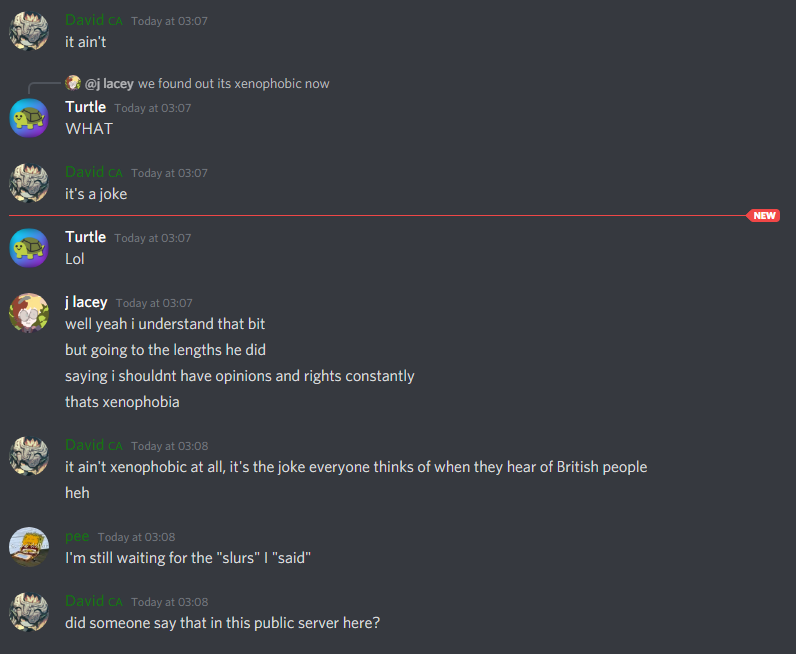 David CA Today at 03:07
it ain't
@j lacey we found out its xenophobic now
Turtle Today at 03:07
WHAT
David CA Today at 03:07
it's a joke
NEW
Turtle Today at 03:07
Lol
j lacey Today at 03:07
well yeah i understand that bit
but going to the lengths he did
saying i shouldnt have opinions and rights constantly
thats xenophobia
David CA Today at 03:08
it ain't xenophobic at all, it's the joke everyone thinks of when they hear of British people
heh
pee Today at 03:08
I'm still waiting for the "slurs" I "said"
David CA Today at 03:08
did someone say that in this public server here?